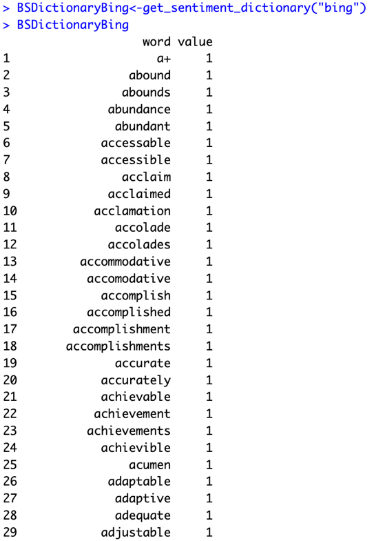 > BSDictionaryBing<-get_sentiment_dictionary("bing")
> BSDictionaryBing
word value
1 a+ 1
2 abound 1
3 abounds 1
4 abundance 1
5 abundant 1
6 accessable 1
7 accessible 1
8 acclaim 1
9 acclaimed 1
10 acclamation 1
11 accolade 1
12 accolades 1
13 accommodative 1
14 accomodative 1
15 accomplish 1
16 accomplished 1
17 accomplishment 1
18 accomplishments 1
19 accurate 1
20 accurately 1
21 achievable 1
22 achievement 1
23 achievements 1
24 achievible 1
25 acumen 1
26 adaptable 1
27 adaptive 1
28 adequate 1
29 adjustable 1